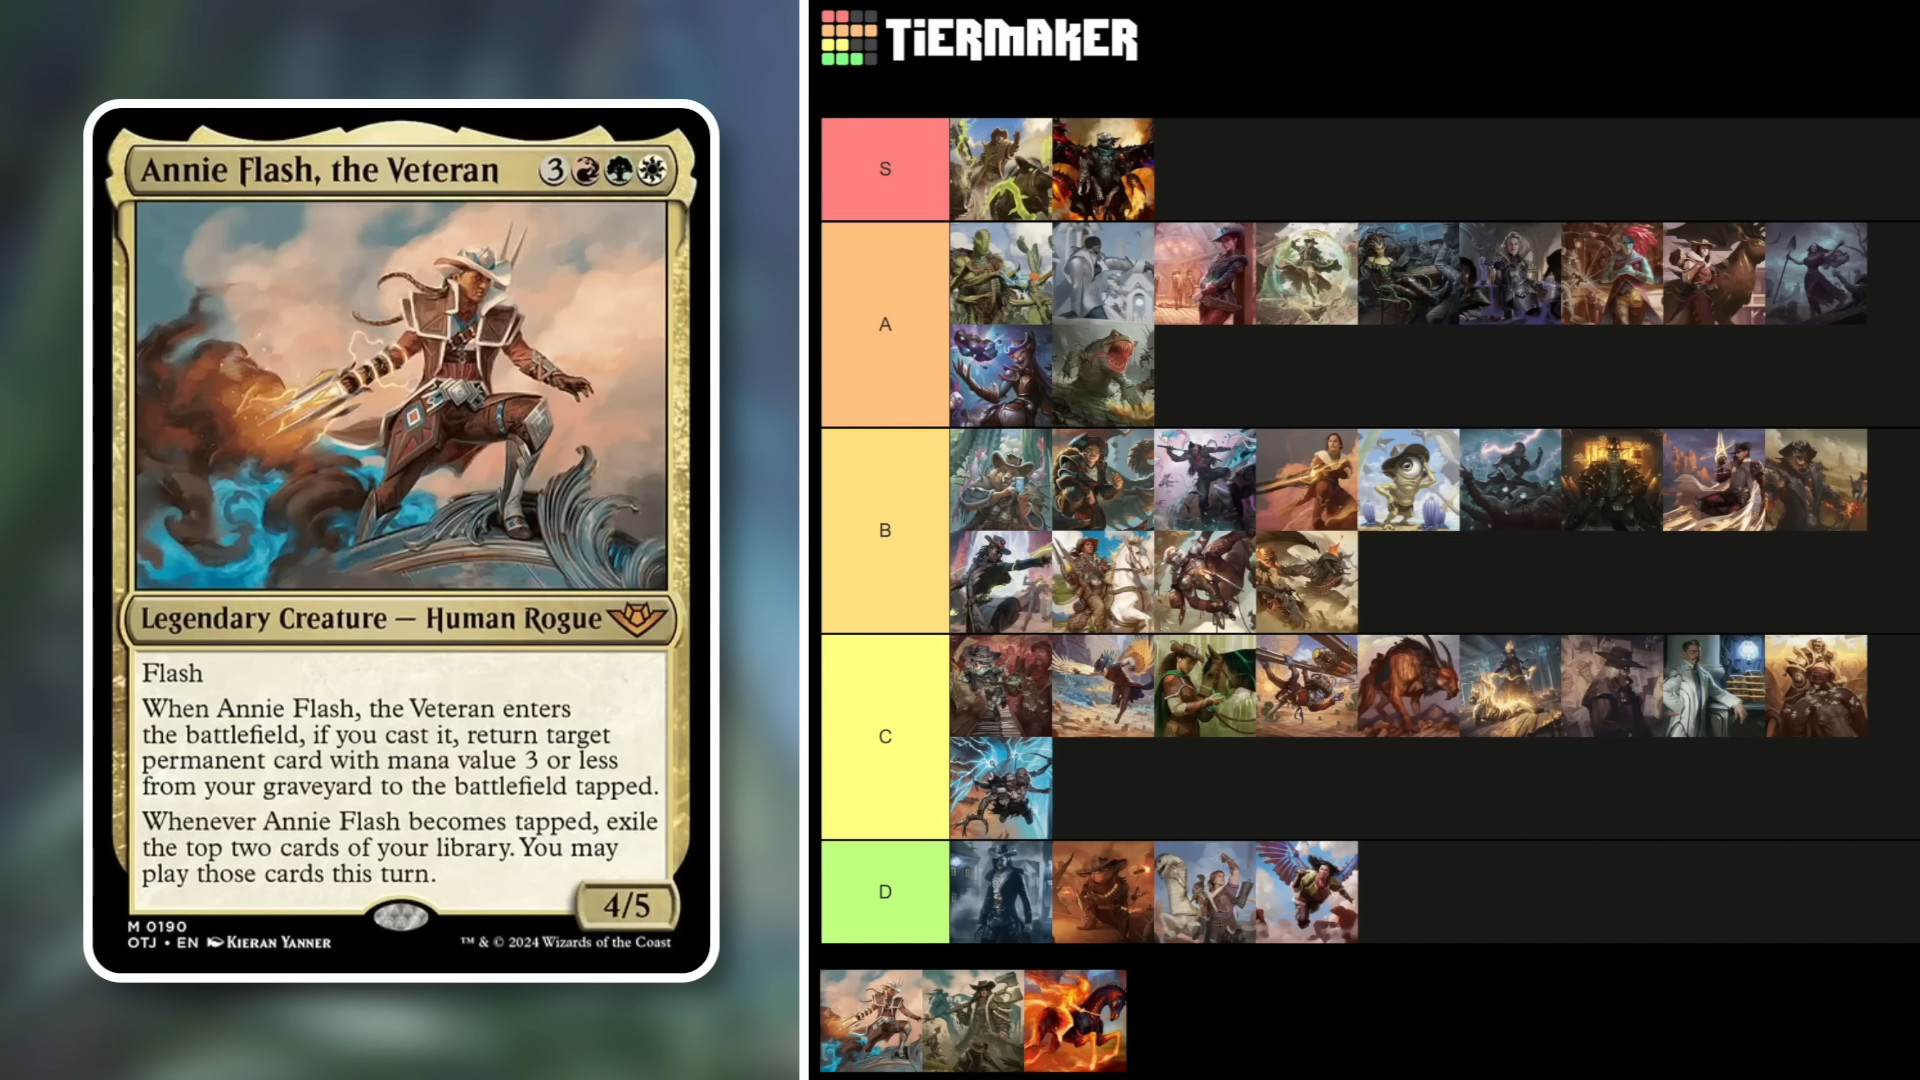 Annie Flash, the Veteran 3
Legendary Creature — Human Rogue
Flash
When Annie Flash, the Veteran enters
the battlefield, if you cast it, return target
permanent card with mana value 3 or less
from your graveyard to the battlefield tapped.
Whenever Annie Flash becomes tapped, exile
the top two cards of your library. You may
play those cards this turn.
4/5
M 0190
OTJ • EN KIERAN YANNER
™ & © 2024 Wizards of the Coast
TiERMAKER
S
A
B
C
D